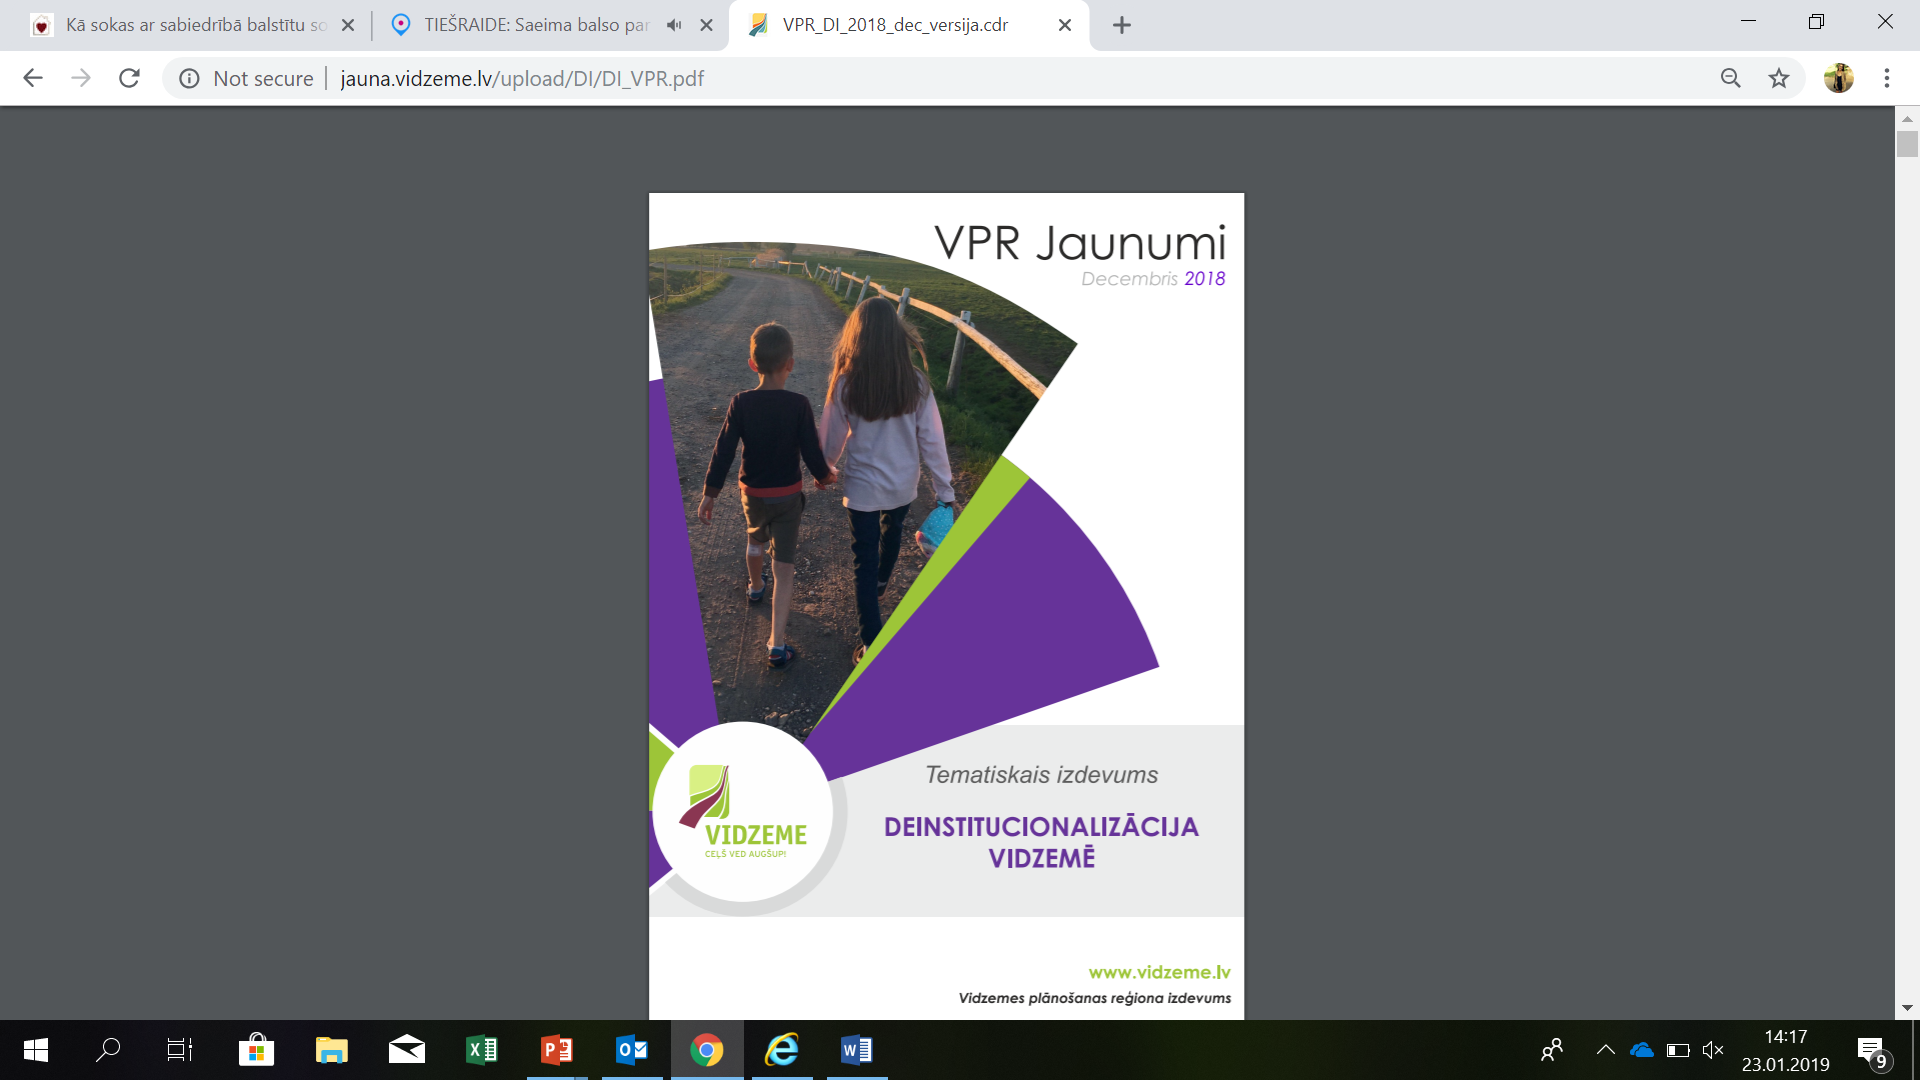 Kā sokas ar sabiedrībā balstītu so
TIEŠRAIDE: Saeima balso par
VPR_DI_2018_dec_versija.cdr
Not secure
jauna.vidzeme.lv/upload/DI/DI_VPR.pdf
VPR Jaunumi
Decembris 2018
VIDZEME
CEĻŠ VED AUGŠUP!
Tematiskais izdevums
DEINSTITUCIONALIZĀCIJA
VIDZEMĒ
www.vidzeme.lv
Vidzemes plānošanas reģiona izdevums
14:17
23.01.2019
9